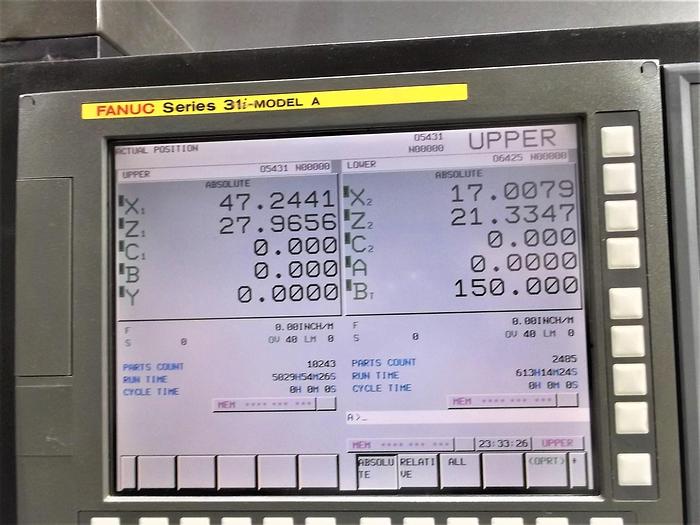 FANUC Series 31i-MODEL A
ACTUAL POSITION
O5431
N00000
UPPER
UPPER O5431 N00000
ABSOLUTE
X1 47.2441
Z1 27.9656
C1 0.000
B 0.000
Y 0.0000
F 0.00INCH/M
S 0 OV 40 LM 0
PARTS COUNT 10243
RUN TIME 5029H54M26S
CYCLE TIME 0H 0M 0S
MEM **** *** ***
LOWER O6425 N00000
ABSOLUTE
X2 17.0079
Z2 21.3347
C2 0.000
A 0.0000
BT 150.000
F 0.00INCH/M
S 0 OV 40 LM 0
PARTS COUNT 2485
RUN TIME 613H14M24S
CYCLE TIME 0H 0M 0S
MEM **** *** ***
A>_
MEM **** *** *** 23:33:26 UPPER
ABSOLUTE RELATIVE ALL (OPRT) +